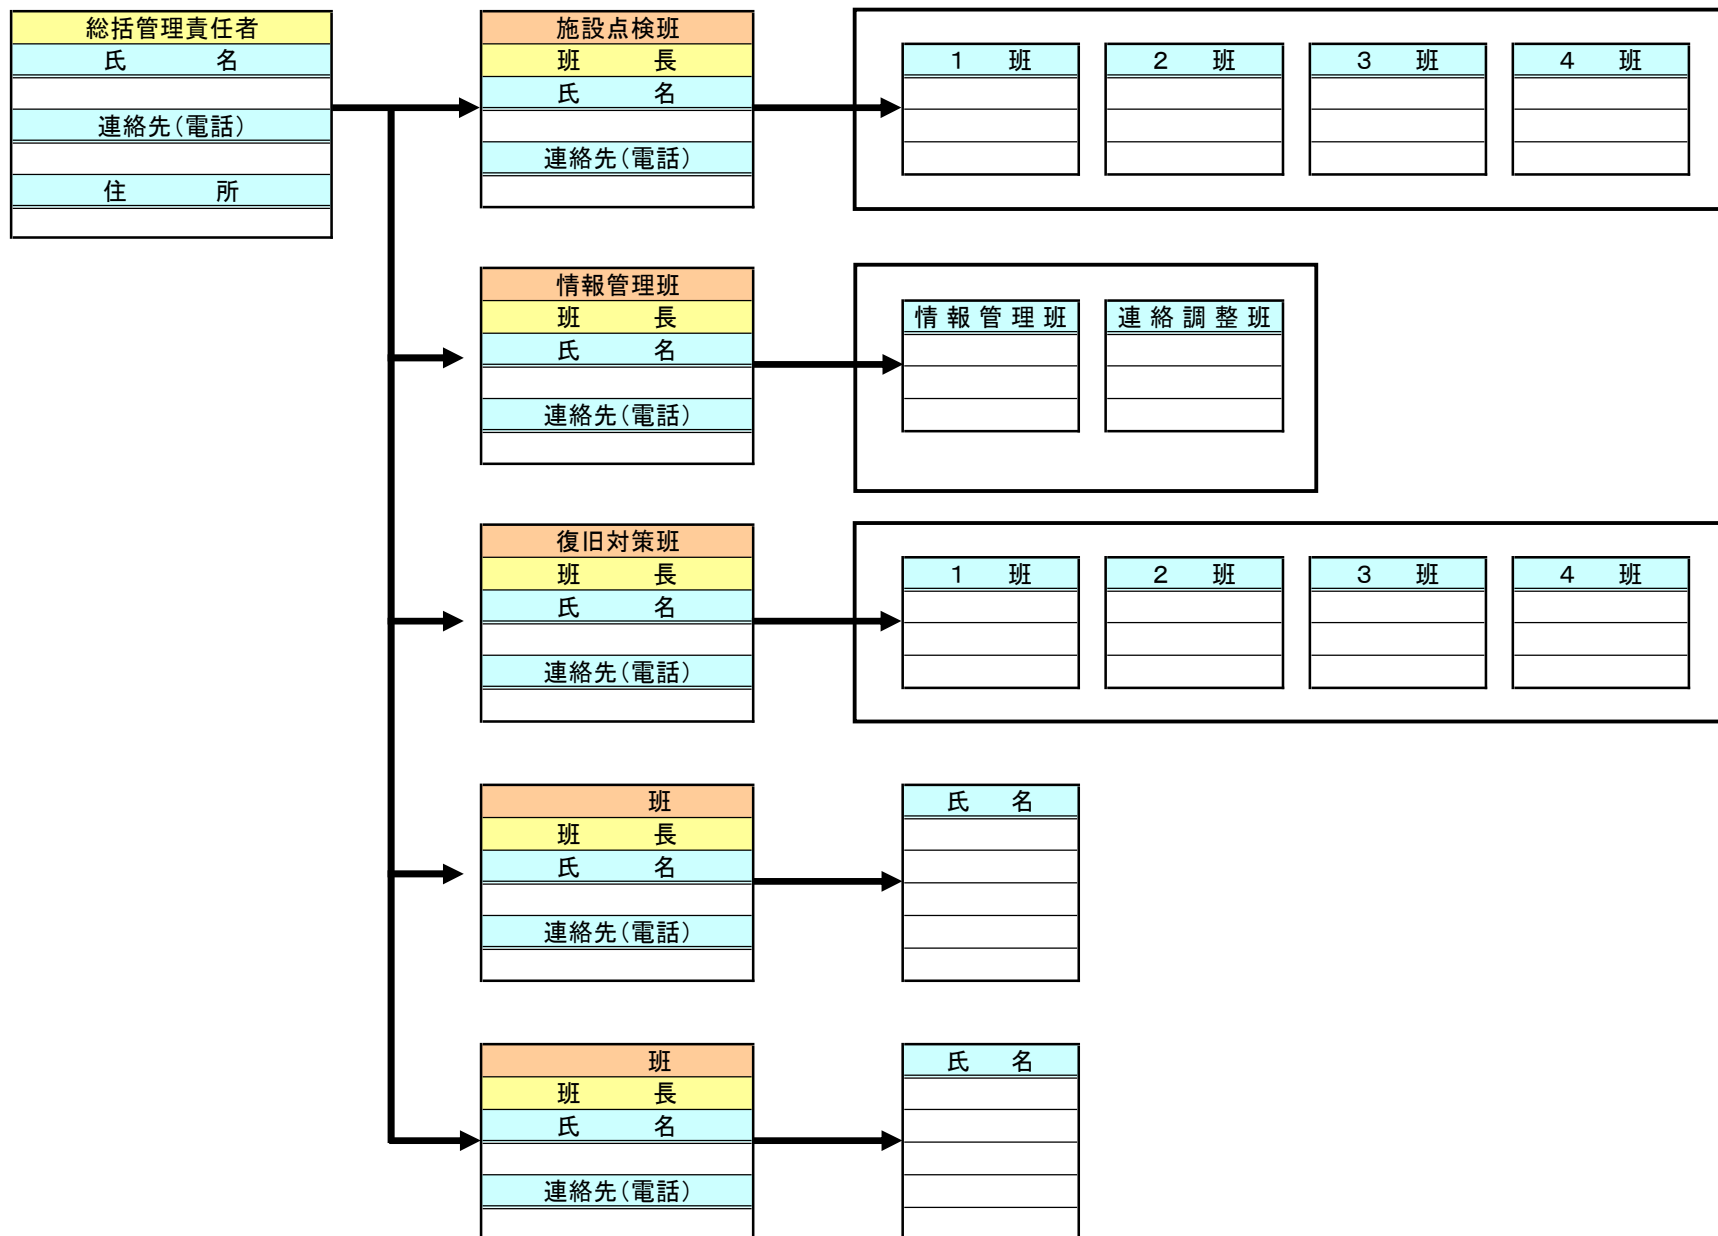 総括管理責任者
氏　　名
連絡先(電話)
住　　所
施設点検班
班　　長
氏　　名
連絡先(電話)
１　班
２　班
３　班
４　班
情報管理班
班　　長
氏　　名
連絡先(電話)
情報管理班
連絡調整班
復旧対策班
班　　長
氏　　名
連絡先(電話)
１　班
２　班
３　班
４　班
班
班　　長
氏　　名
連絡先(電話)
氏　名
班
班　　長
氏　　名
連絡先(電話)
氏　名